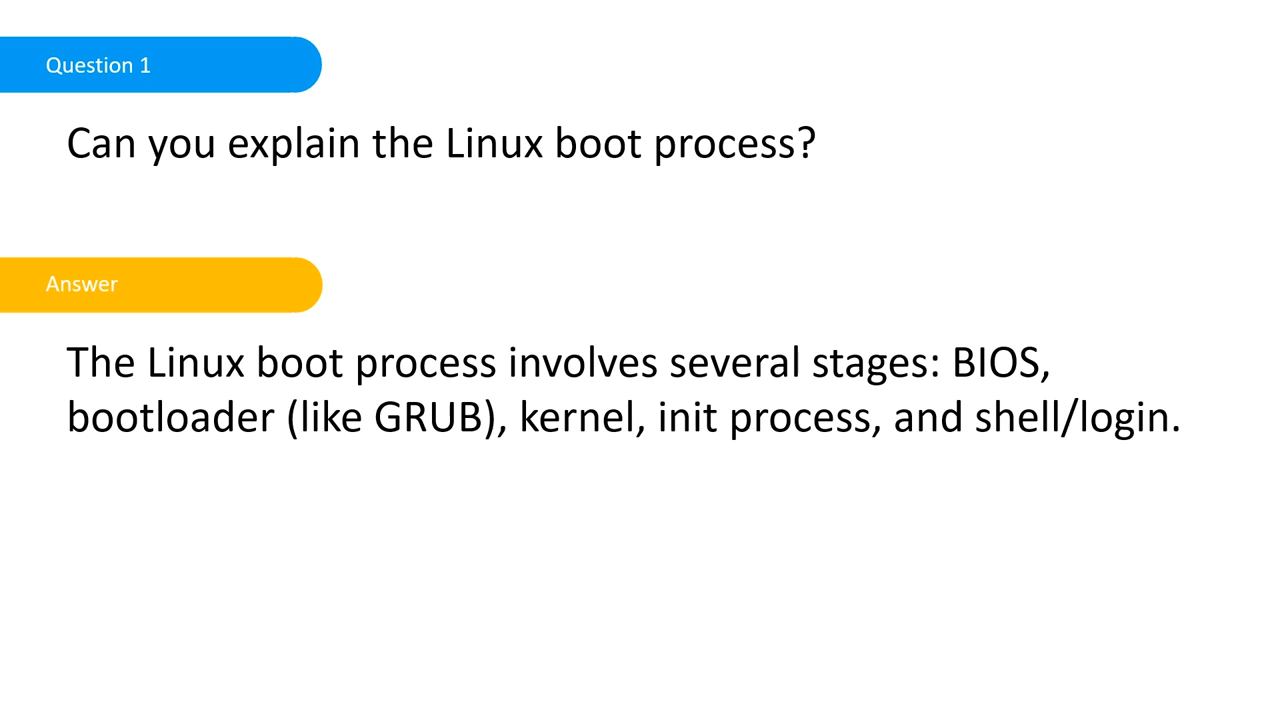 Question 1
Can you explain the Linux boot process?
Answer
The Linux boot process involves several stages: BIOS,
bootloader (like GRUB), kernel, init process, and shell/login.